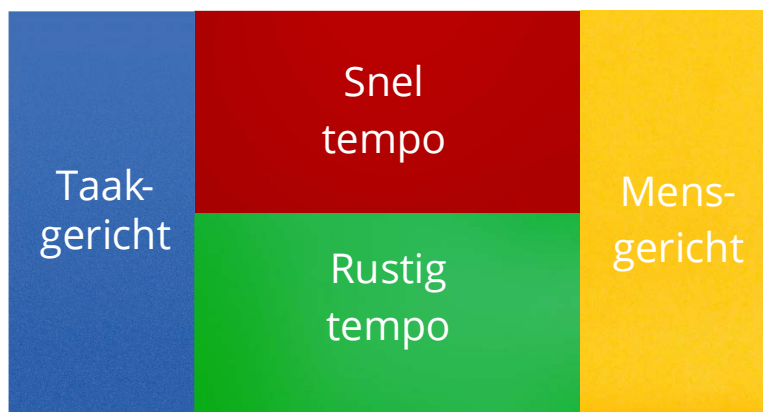 Taak-
gericht
Snel
tempo
Rustig
tempo
Mens-
gericht